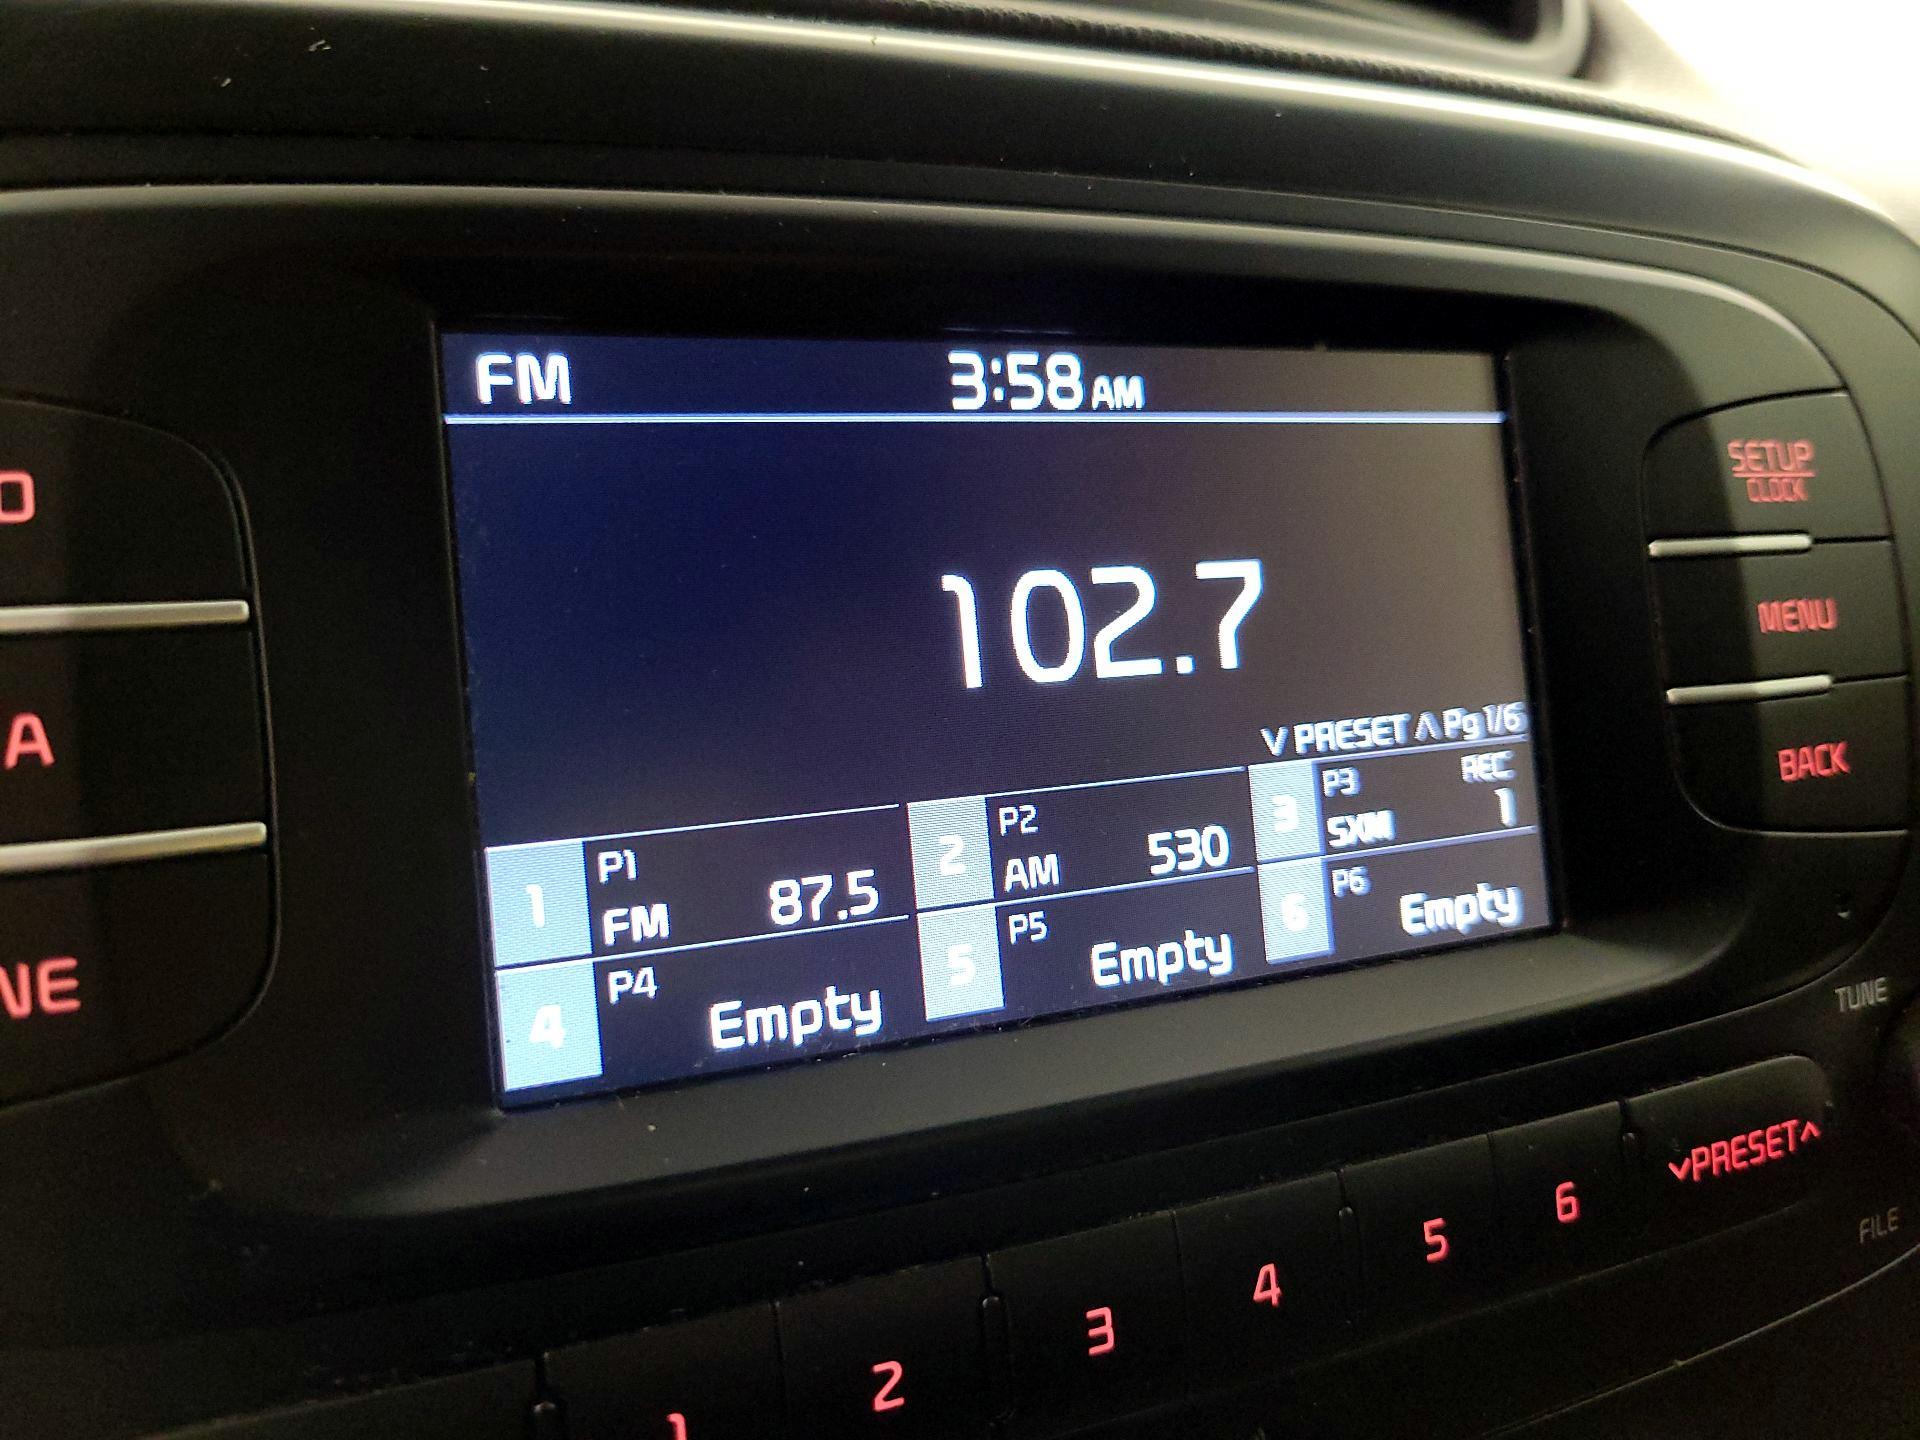 FM 3:58 AM
102.7
V PRESET Λ Pg 1/6
1 P1 FM 87.5
2 P2 AM 530
3 P3 SXM REC 1
4 P4 Empty
5 P5 Empty
6 P6 Empty
O
A
NE
SETUP
CLOCK
MENU
BACK
TUNE
FILE
1 2 3 4 5 6 ∨PRESET∧